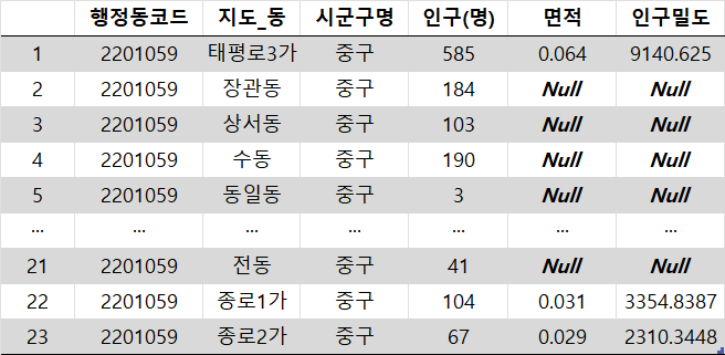 행정동코드 지도_동 시군구명 인구(명) 면적 인구밀도
1 2201059 태평로3가 중구 585 0.064 9140.625
2 2201059 장관동 중구 184 Null Null
3 2201059 상서동 중구 103 Null Null
4 2201059 수동 중구 190 Null Null
5 2201059 동일동 중구 3 Null Null
... ... ... ... ... ... ...
21 2201059 전동 중구 41 Null Null
22 2201059 종로1가 중구 104 0.031 3354.8387
23 2201059 종로2가 중구 67 0.029 2310.3448